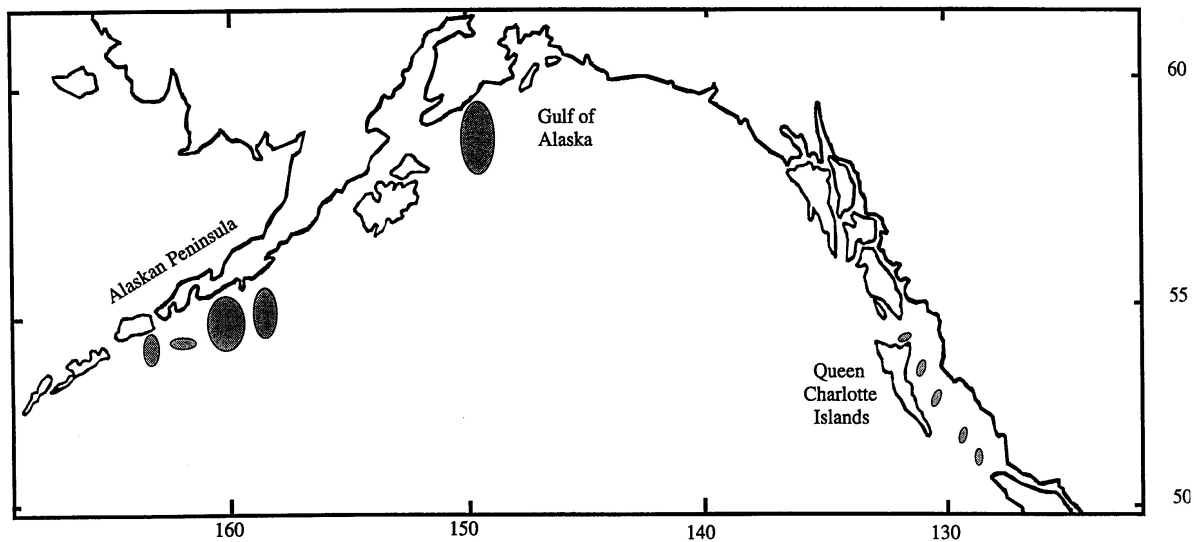 60
Gulf of
Alaska
Alaskan Peninsula
55
Queen
Charlotte
Islands
50
160
150
140
130